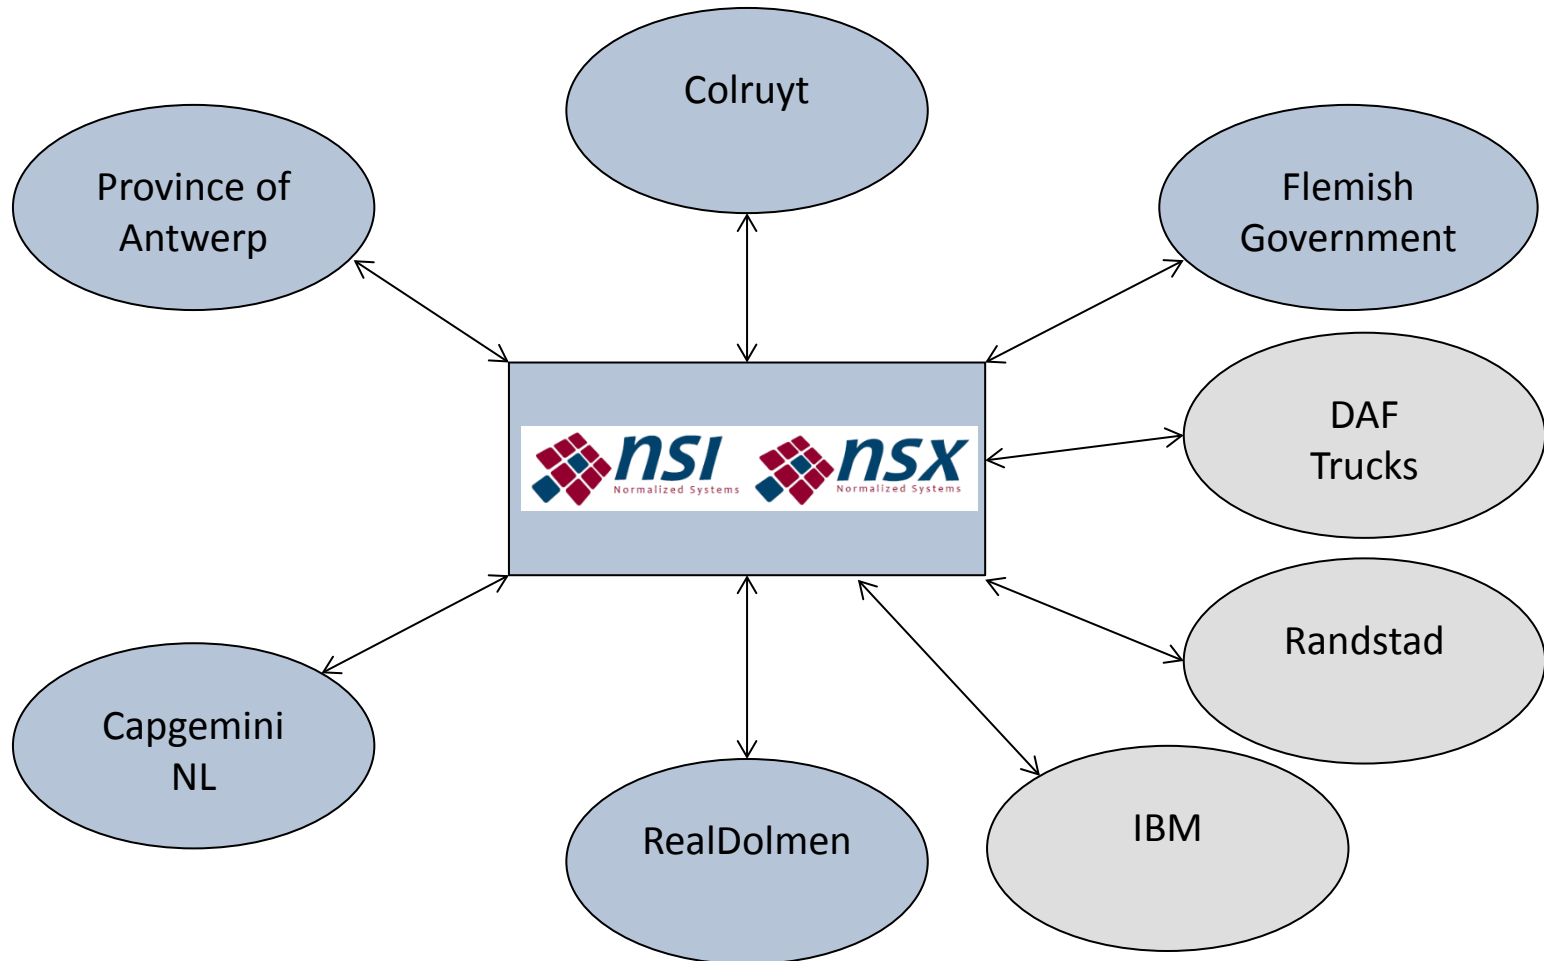 Colruyt
Province of
Antwerp
Flemish
Government
DAF
Trucks
nsi
Normalized Systems
nsx
Normalized Systems
Randstad
Capgemini
NL
RealDolmen
IBM